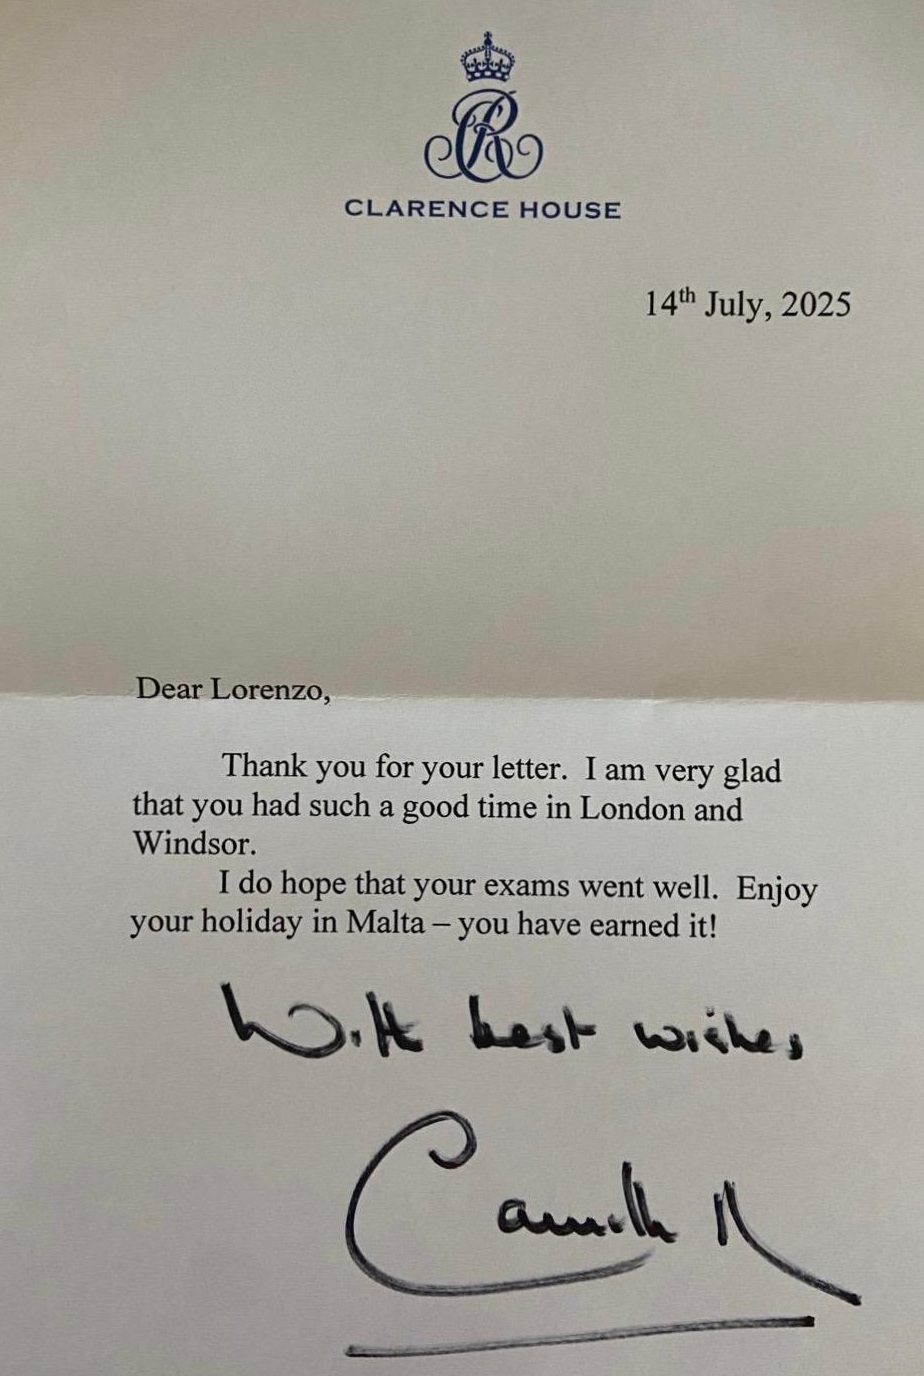 CR
CLARENCE HOUSE
14th July, 2025
Dear Lorenzo,
Thank you for your letter. I am very glad
that you had such a good time in London and
Windsor.
I do hope that your exams went well. Enjoy
your holiday in Malta – you have earned it!
With best wishes,
Camilla R